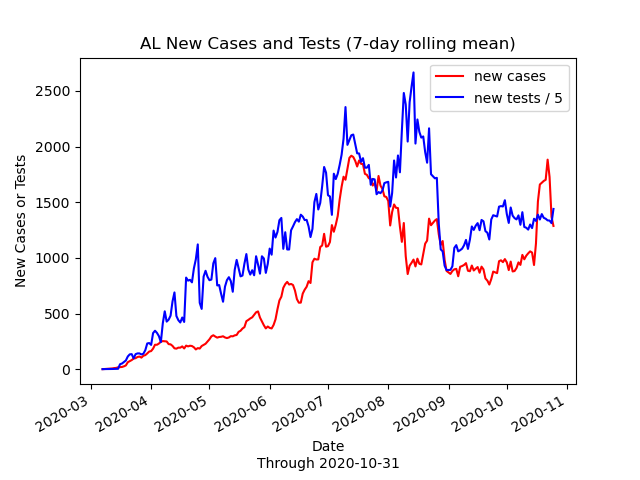 AL New Cases and Tests (7-day rolling mean)
new cases
new tests / 5
New Cases or Tests
2500
2000
1500
1000
500
0
2020-03
2020-04
2020-05
2020-06
2020-07
2020-08
2020-09
2020-10
2020-11
Date
Through 2020-10-31